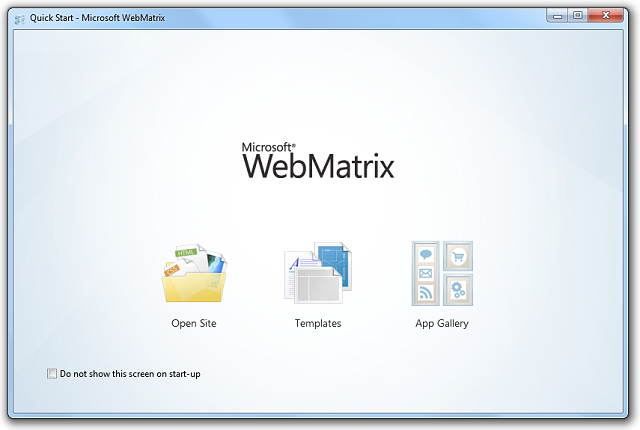 Quick Start - Microsoft WebMatrix
Microsoft®
WebMatrix
HTML
CSS
A
Open Site
Templates
App Gallery
Do not show this screen on start-up